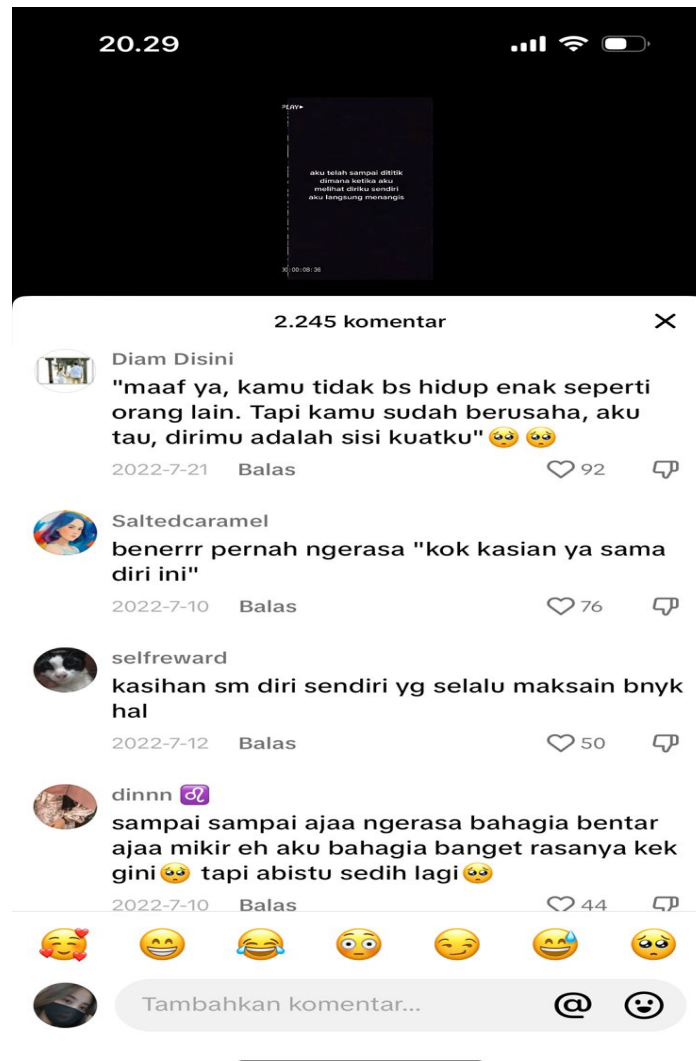 20.29
PLAY►
aku telah sampai dititik
dimana ketika aku
melihat diriku sendiri
aku langsung menangis
00:00:08:36
2.245 komentar
Diam Disini
"maaf ya, kamu tidak bs hidup enak seperti
orang lain. Tapi kamu sudah berusaha, aku
tau, dirimu adalah sisi kuatku"🥺 🥺
2022-7-21 Balas 92
Saltedcaramel
benerrr pernah ngerasa "kok kasian ya sama
diri ini"
2022-7-10 Balas 76
selfreward
kasihan sm diri sendiri yg selalu maksain bnyk
hal
2022-7-12 Balas 50
dinnn ♌
sampai sampai ajaa ngerasa bahagia bentar
ajaa mikir eh aku bahagia banget rasanya kek
gini🥺 tapi abistu sedih lagi🥺
2022-7-10 Balas 44
Tambahkan komentar... @